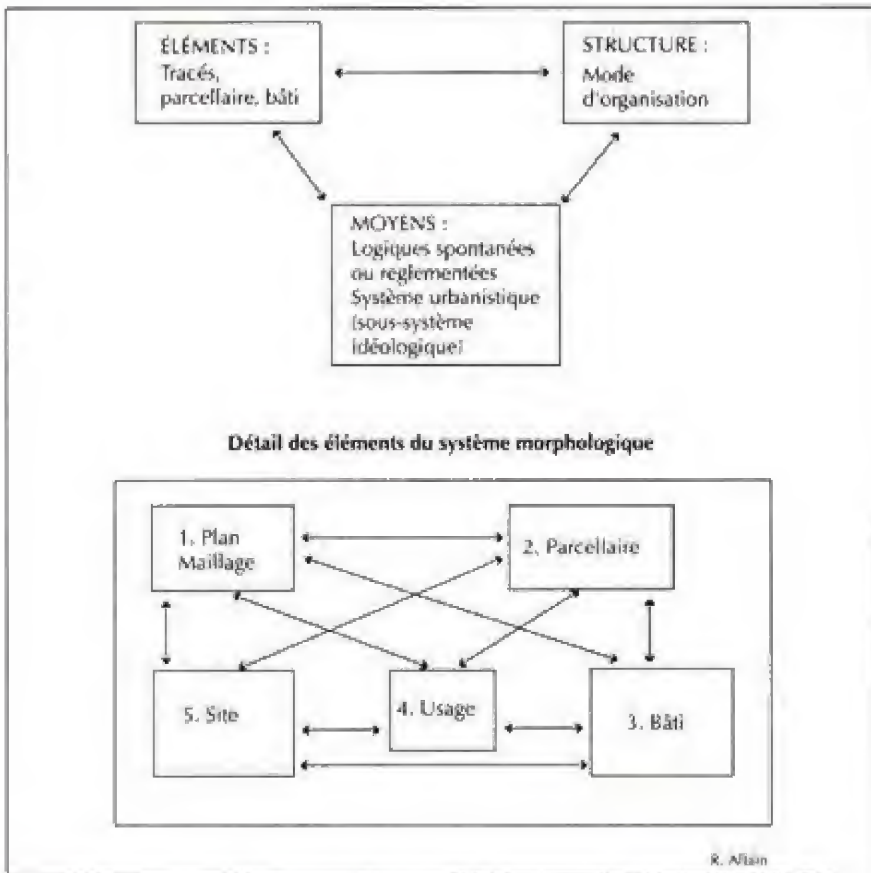 ÉLÉMENTS :
Tracés,
parcellaire, bâti
STRUCTURE :
Mode
d'organisation
MOYENS :
Logiques spontanées
ou reglementées
Système urbanistique
(sous-système
idéologique)
Détail des éléments du système morphologique
1. Plan
Maillage
2. Parcellaire
5. Site
4. Usage
3. Bâti
R. Allain